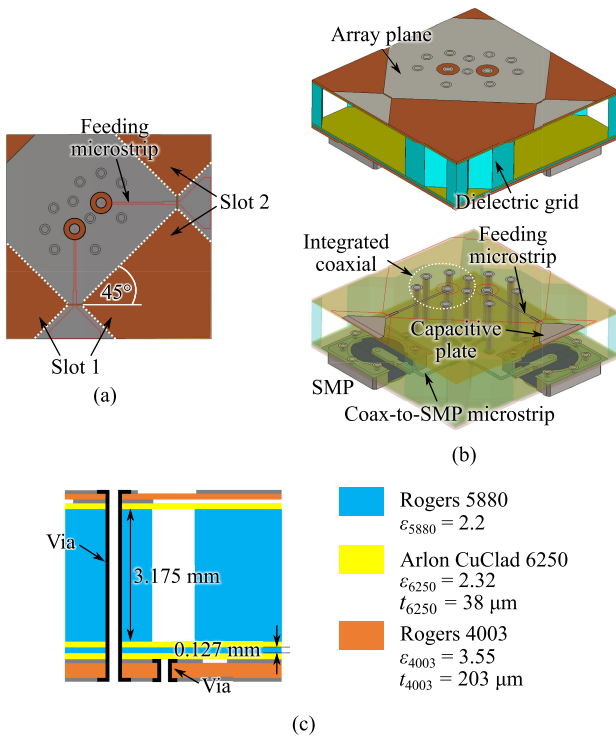 Feeding
microstrip
Slot 2
45°
Slot 1
(a)
Array plane
Dielectric grid
Integrated
coaxial
Feeding
microstrip
Capacitive
plate
SMP
Coax-to-SMP microstrip
(b)
Via
3.175 mm
0.127 mm
Via
Rogers 5880
ε5880 = 2.2
Arlon CuClad 6250
ε6250 = 2.32
t6250 = 38 μm
Rogers 4003
ε4003 = 3.55
t4003 = 203 μm
(c)